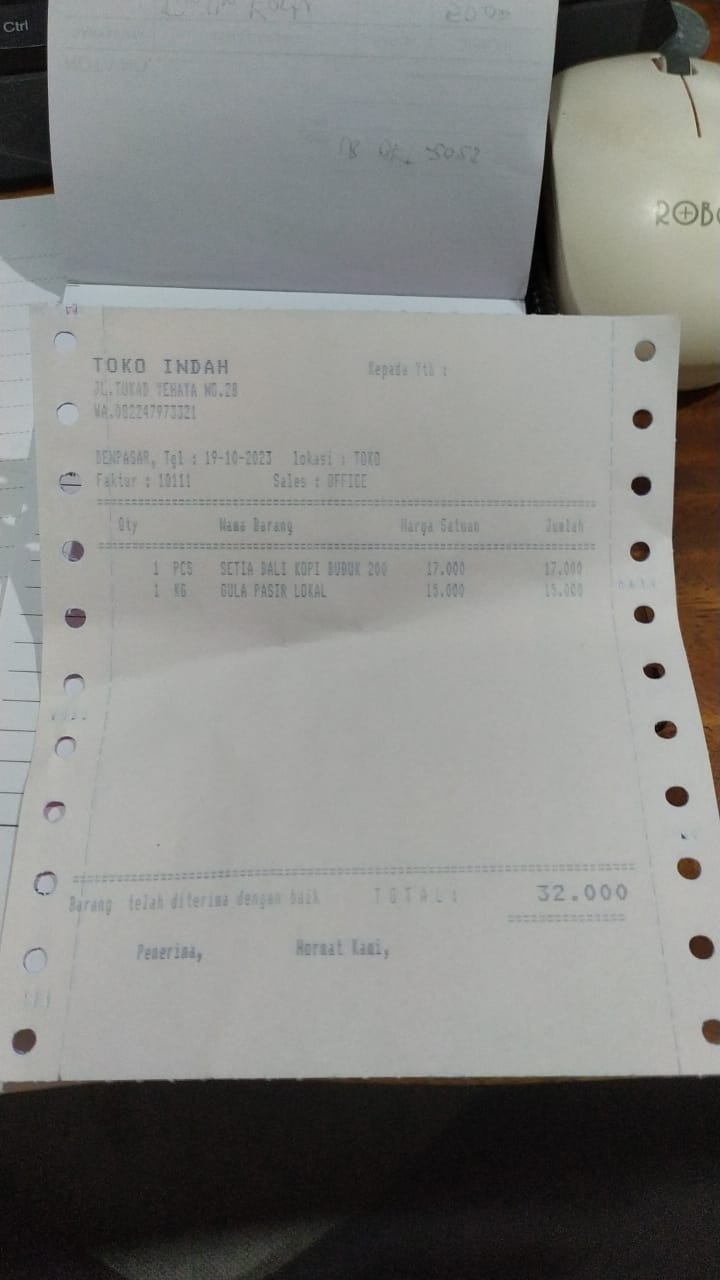 Ctrl
TOKO INDAH
Kepada Yth :
JL.TUKAD YEHAYA NO.28
WA.082247973321
DENPASAR, Tgl : 19-10-2023 lokasi : TOKO
Faktur : 10111 Sales : OFFICE
Qty Nama Barang Harga Satuan Jumlah
1 PCS SETIA BALI KOPI BUBUK 200 17.000 17.000
1 KG GULA PASIR LOKAL 15.000 15.000
Barang telah diterima dengan baik TOTAL: 32.000
Penerima, Hormat Kami,